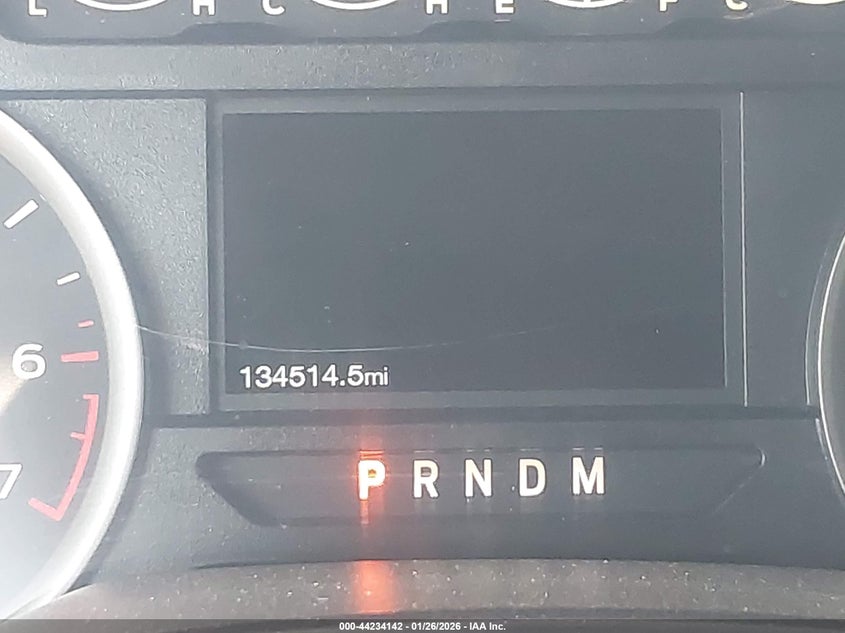 L H C H E F C
6
134514.5mi
P R N D M
7
000-44234142 - 01/26/2026 - IAA Inc.